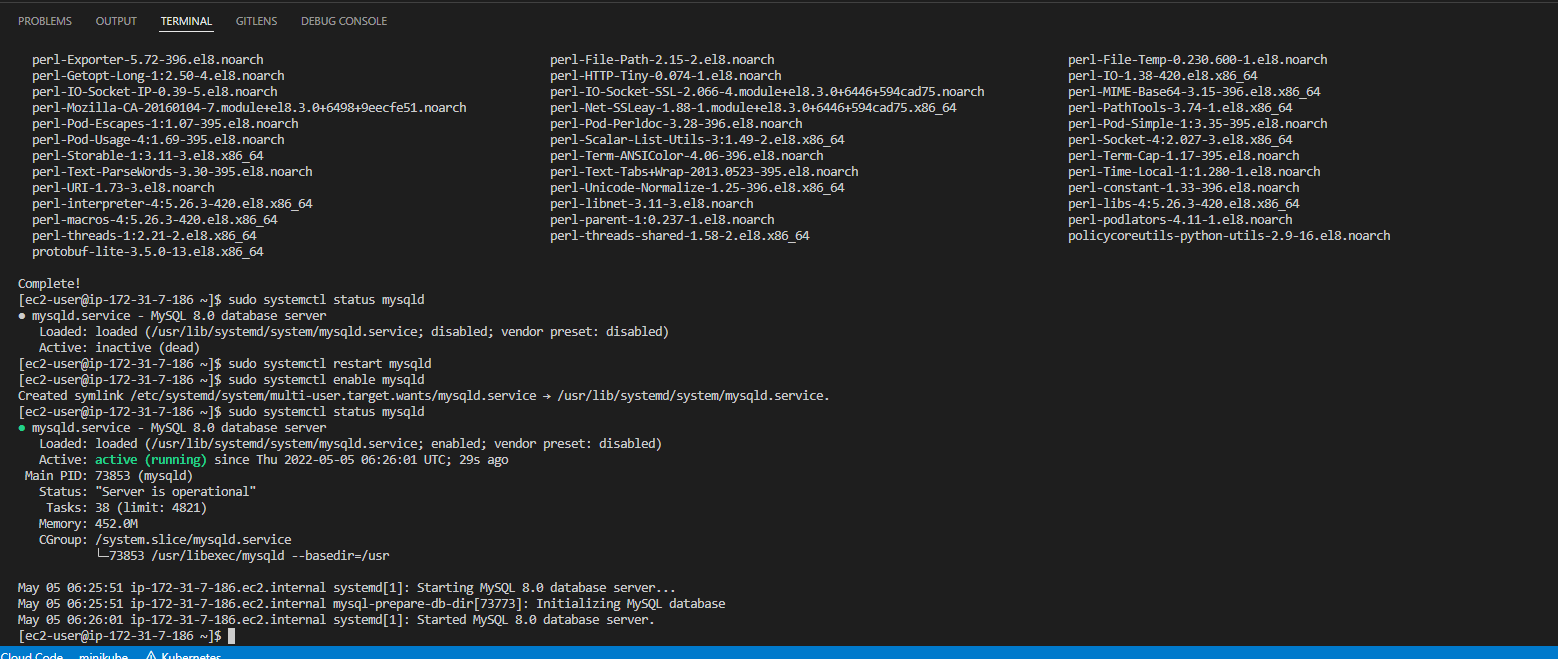 PROBLEMS OUTPUT TERMINAL GITLENS DEBUG CONSOLE
perl-Exporter-5.72-396.el8.noarch perl-File-Path-2.15-2.el8.noarch perl-File-Temp-0.230.600-1.el8.noarch
perl-Getopt-Long-1:2.50-4.el8.noarch perl-HTTP-Tiny-0.074-1.el8.noarch perl-IO-1.38-420.el8.x86_64
perl-IO-Socket-IP-0.39-5.el8.noarch perl-IO-Socket-SSL-2.066-4.module+el8.3.0+6446+594cad75.noarch perl-MIME-Base64-3.15-396.el8.x86_64
perl-Mozilla-CA-20160104-7.module+el8.3.0+6498+9eecfe51.noarch perl-Net-SSLeay-1.88-1.module+el8.3.0+6446+594cad75.x86_64 perl-PathTools-3.74-1.el8.x86_64
perl-Pod-Escapes-1:1.07-395.el8.noarch perl-Pod-Perldoc-3.28-396.el8.noarch perl-Pod-Simple-1:3.35-395.el8.noarch
perl-Pod-Usage-4:1.69-395.el8.noarch perl-Scalar-List-Utils-3:1.49-2.el8.x86_64 perl-Socket-4:2.027-3.el8.x86_64
perl-Storable-1:3.11-3.el8.x86_64 perl-Term-ANSIColor-4.06-396.el8.noarch perl-Term-Cap-1.17-395.el8.noarch
perl-Text-ParseWords-3.30-395.el8.noarch perl-Text-Tabs+Wrap-2013.0523-395.el8.noarch perl-Time-Local-1:1.280-1.el8.noarch
perl-URI-1.73-3.el8.noarch perl-Unicode-Normalize-1.25-396.el8.x86_64 perl-constant-1.33-396.el8.noarch
perl-interpreter-4:5.26.3-420.el8.x86_64 perl-libnet-3.11-3.el8.noarch perl-libs-4:5.26.3-420.el8.x86_64
perl-macros-4:5.26.3-420.el8.x86_64 perl-parent-1:0.237-1.el8.noarch perl-podlators-4.11-1.el8.noarch
perl-threads-1:2.21-2.el8.x86_64 perl-threads-shared-1.58-2.el8.x86_64 policycoreutils-python-utils-2.9-16.el8.noarch
protobuf-lite-3.5.0-13.el8.x86_64
Complete!
[ec2-user@ip-172-31-7-186 ~]$ sudo systemctl status mysqld
● mysqld.service - MySQL 8.0 database server
Loaded: loaded (/usr/lib/systemd/system/mysqld.service; disabled; vendor preset: disabled)
Active: inactive (dead)
[ec2-user@ip-172-31-7-186 ~]$ sudo systemctl restart mysqld
[ec2-user@ip-172-31-7-186 ~]$ sudo systemctl enable mysqld
Created symlink /etc/systemd/system/multi-user.target.wants/mysqld.service → /usr/lib/systemd/system/mysqld.service.
[ec2-user@ip-172-31-7-186 ~]$ sudo systemctl status mysqld
● mysqld.service - MySQL 8.0 database server
Loaded: loaded (/usr/lib/systemd/system/mysqld.service; enabled; vendor preset: disabled)
Active: active (running) since Thu 2022-05-05 06:26:01 UTC; 29s ago
Main PID: 73853 (mysqld)
Status: "Server is operational"
Tasks: 38 (limit: 4821)
Memory: 452.0M
CGroup: /system.slice/mysqld.service
└─73853 /usr/libexec/mysqld --basedir=/usr
May 05 06:25:51 ip-172-31-7-186.ec2.internal systemd[1]: Starting MySQL 8.0 database server...
May 05 06:25:51 ip-172-31-7-186.ec2.internal mysql-prepare-db-dir[73773]: Initializing MySQL database
May 05 06:26:01 ip-172-31-7-186.ec2.internal systemd[1]: Started MySQL 8.0 database server.
[ec2-user@ip-172-31-7-186 ~]$
Cloud Code minikube Kubernetes